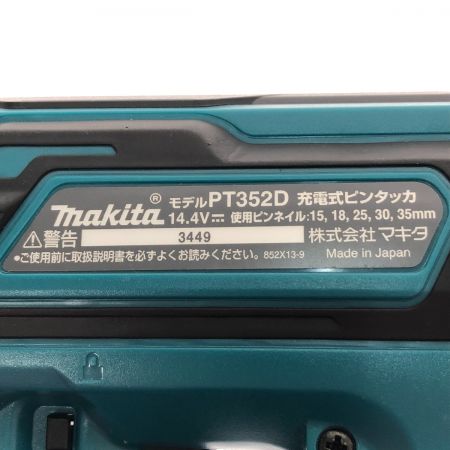 makita® モデルPT352D 充電式ピンタッカ
14.4V⎓ 使用ピンネイル:15, 18, 25, 30, 35mm
⚠警告 3449 株式会社マキタ
•ご使用前に取扱説明書を必ずよくお読みください。 852X13-9 Made in Japan